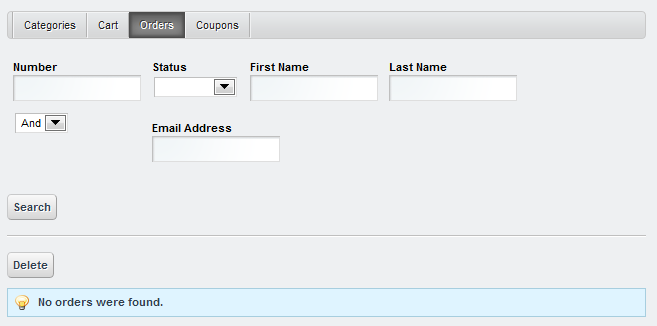 Categories Cart Orders Coupons
Number Status First Name Last Name
And
Email Address
Search
Delete
No orders were found.